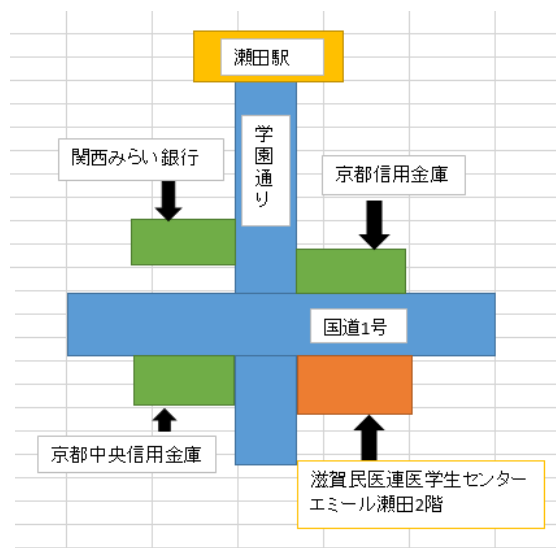 瀬田駅
学園通り
関西みらい銀行
京都信用金庫
国道1号
京都中央信用金庫
滋賀民医連医学生センター
エミール瀬田2階